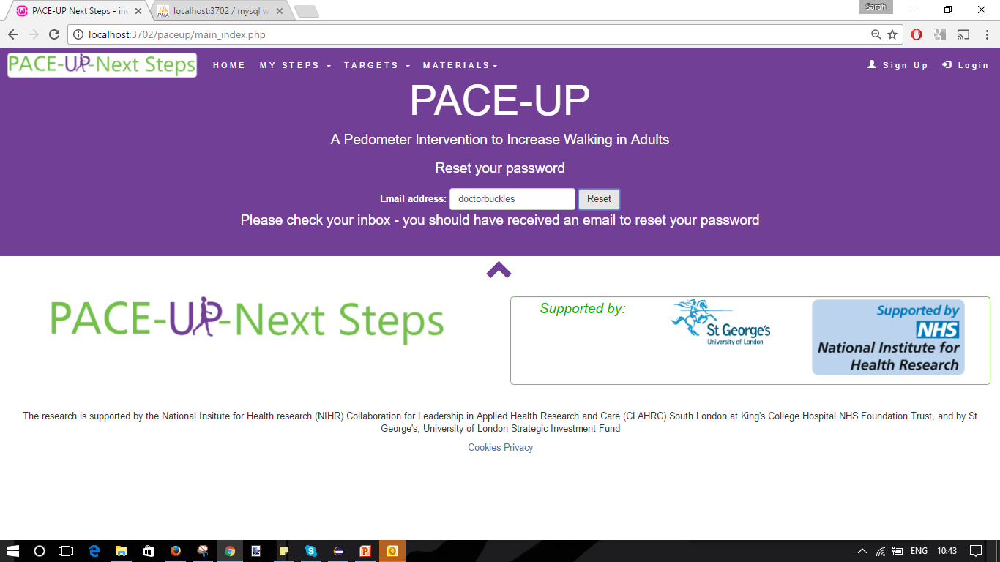 PACE-UP Next Steps - inc
localhost:3702 / mysql w
Sarah
localhost:3702/paceup/main_index.php
PACE-UP-Next Steps
HOME MY STEPS TARGETS MATERIALS Sign Up Login
PACE-UP
A Pedometer Intervention to Increase Walking in Adults
Reset your password
Email address: doctorbuckles Reset
Please check your inbox - you should have received an email to reset your password
PACE-UP-Next Steps
Supported by:
St George's
University of London
Supported by
NHS
National Institute for
Health Research
The research is supported by the National Insitute for Health research (NIHR) Collaboration for Leadership in Applied Health Research and Care (CLAHRC) South London at King's College Hospital NHS Foundation Trust, and by St
George's, University of London Strategic Investment Fund
Cookies Privacy
ENG 10:43